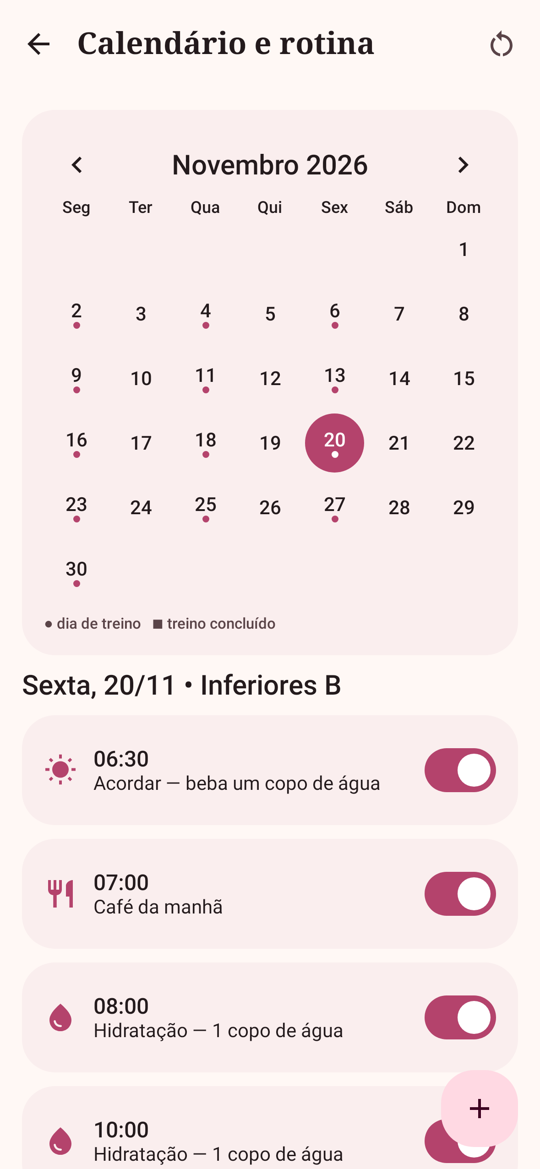 Calendário e rotina
Novembro 2026
Seg Ter Qua Qui Sex Sáb Dom
1
2 3 4 5 6 7 8
9 10 11 12 13 14 15
16 17 18 19 20 21 22
23 24 25 26 27 28 29
30
• dia de treino ■ treino concluído
Sexta, 20/11 • Inferiores B
06:30
Acordar — beba um copo de água
07:00
Café da manhã
08:00
Hidratação — 1 copo de água
10:00
Hidratação — 1 copo de água